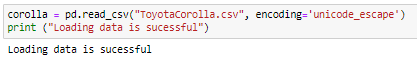 corolla = pd.read_csv("ToyotaCorolla.csv", encoding='unicode_escape')
print ("Loading data is sucessful")
Loading data is sucessful